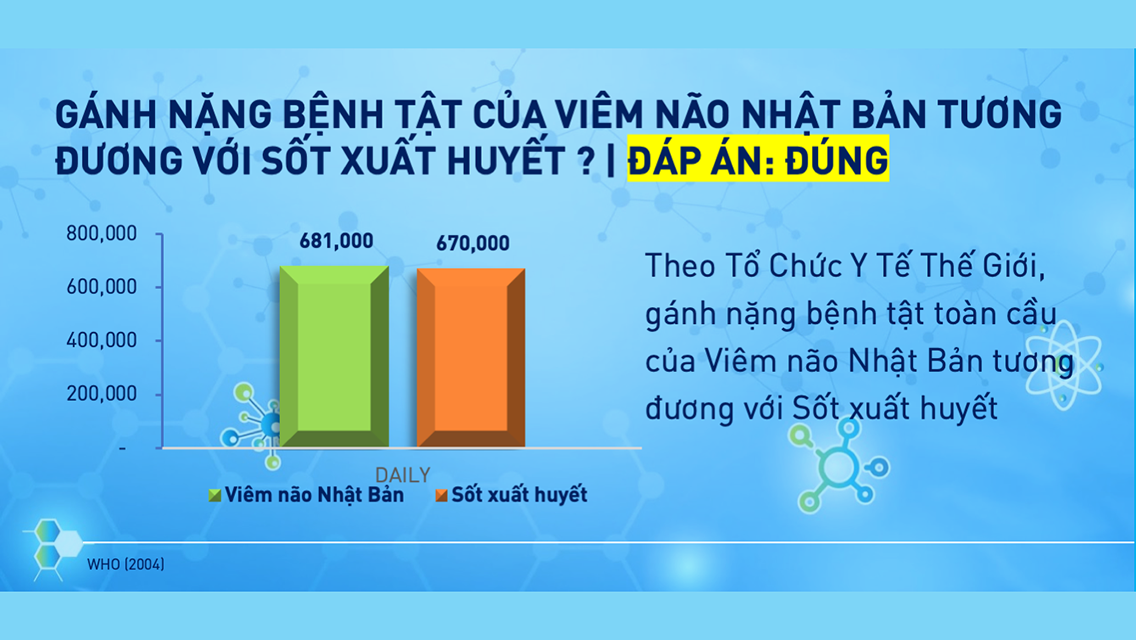 GÁNH NẶNG BỆNH TẬT CỦA VIÊM NÃO NHẬT BẢN TƯƠNG
ĐƯƠNG VỚI SỐT XUẤT HUYẾT ? | ĐÁP ÁN: ĐÚNG
800,000
600,000
400,000
200,000
-
681,000
670,000
DAILY
Viêm não Nhật Bản
Sốt xuất huyết
Theo Tổ Chức Y Tế Thế Giới,
gánh nặng bệnh tật toàn cầu
của Viêm não Nhật Bản tương
đương với Sốt xuất huyết
WHO (2004)